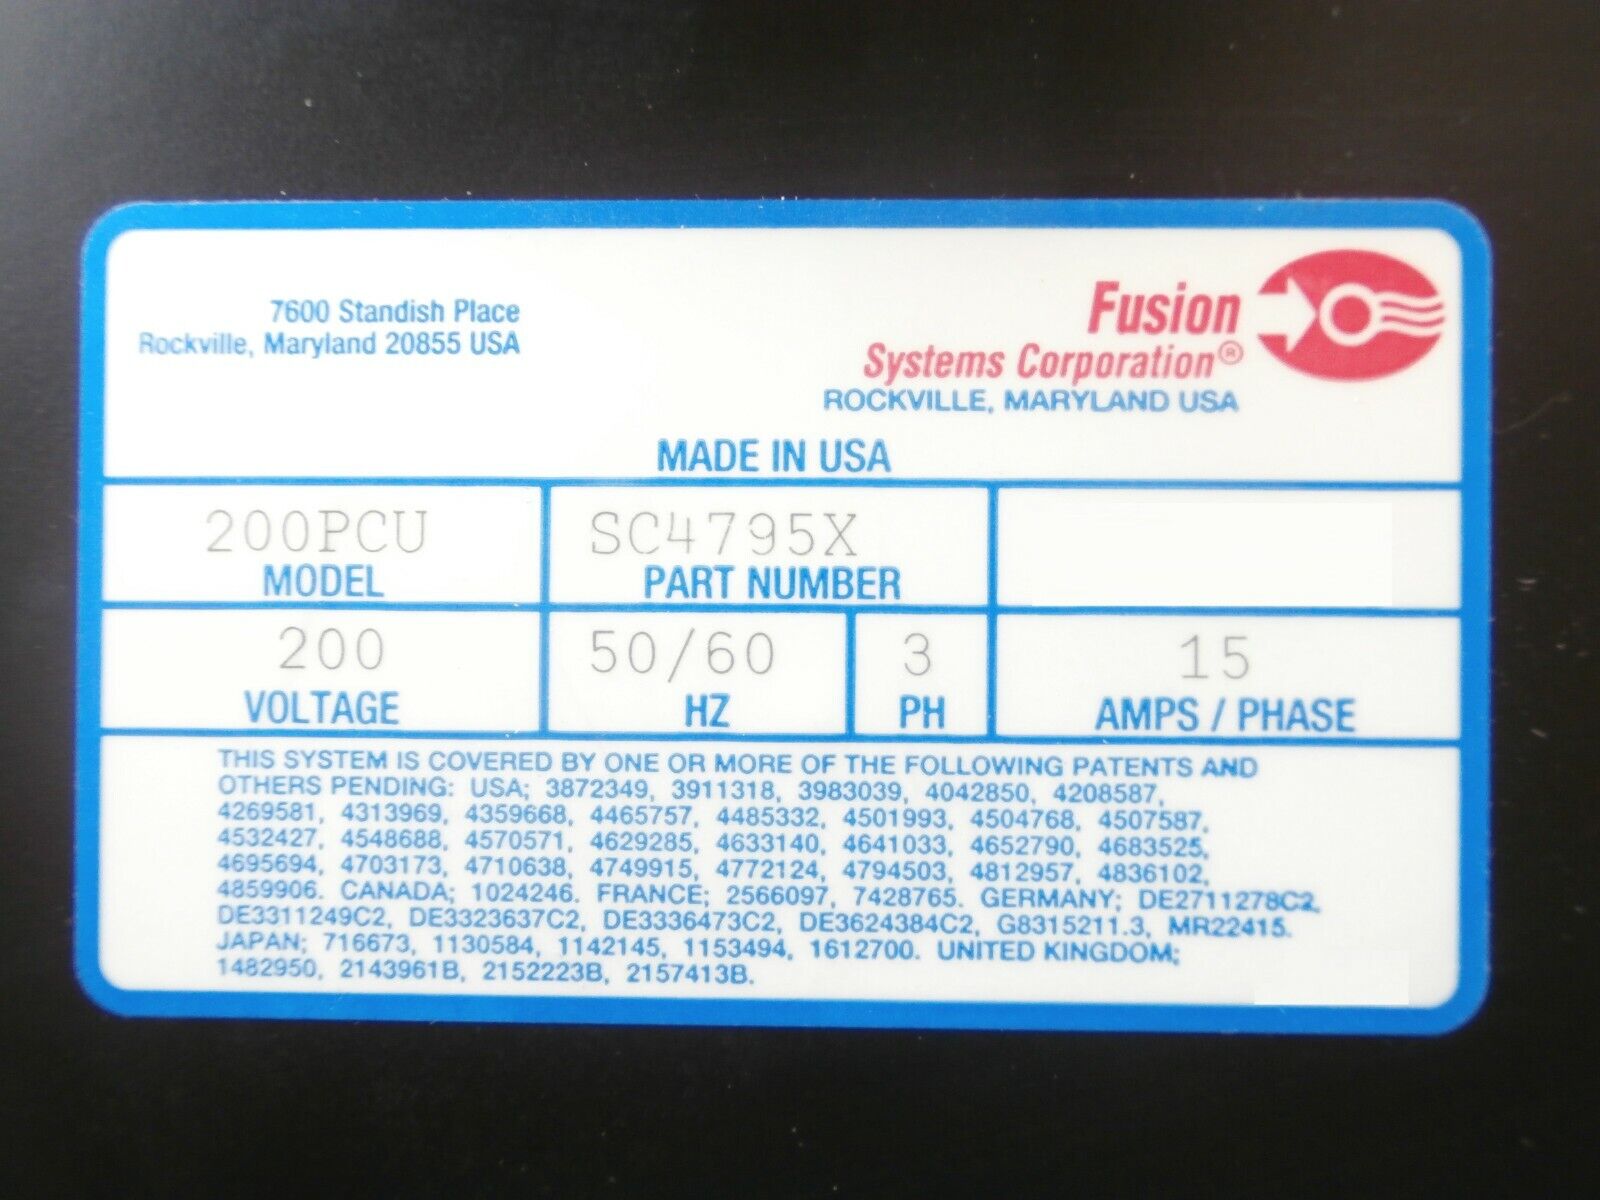 7600 Standish Place
Rockville, Maryland 20855 USA
Fusion
Systems Corporation®
ROCKVILLE, MARYLAND USA
MADE IN USA
200PCU
MODEL
SC4795X
PART NUMBER
200
VOLTAGE
50/60
HZ
3
PH
15
AMPS / PHASE
THIS SYSTEM IS COVERED BY ONE OR MORE OF THE FOLLOWING PATENTS AND
OTHERS PENDING: USA; 3872349, 3911318, 3983039, 4042850, 4208587,
4269581, 4313969, 4359668, 4465757, 4485332, 4501993, 4504768, 4507587,
4532427, 4548688, 4570571, 4629285, 4633140, 4641033, 4652790, 4683525,
4695694, 4703173, 4710638, 4749915, 4772124, 4794503, 4812957, 4836102,
4859906. CANADA; 1024246. FRANCE; 2566097, 7428765. GERMANY; DE2711278C2,
DE3311249C2, DE3323637C2, DE3336473C2, DE3624384C2, G8315211.3, MR22415.
JAPAN; 716673, 1130584, 1142145, 1153494, 1612700. UNITED KINGDOM;
1482950, 2143961B, 2152223B, 2157413B.